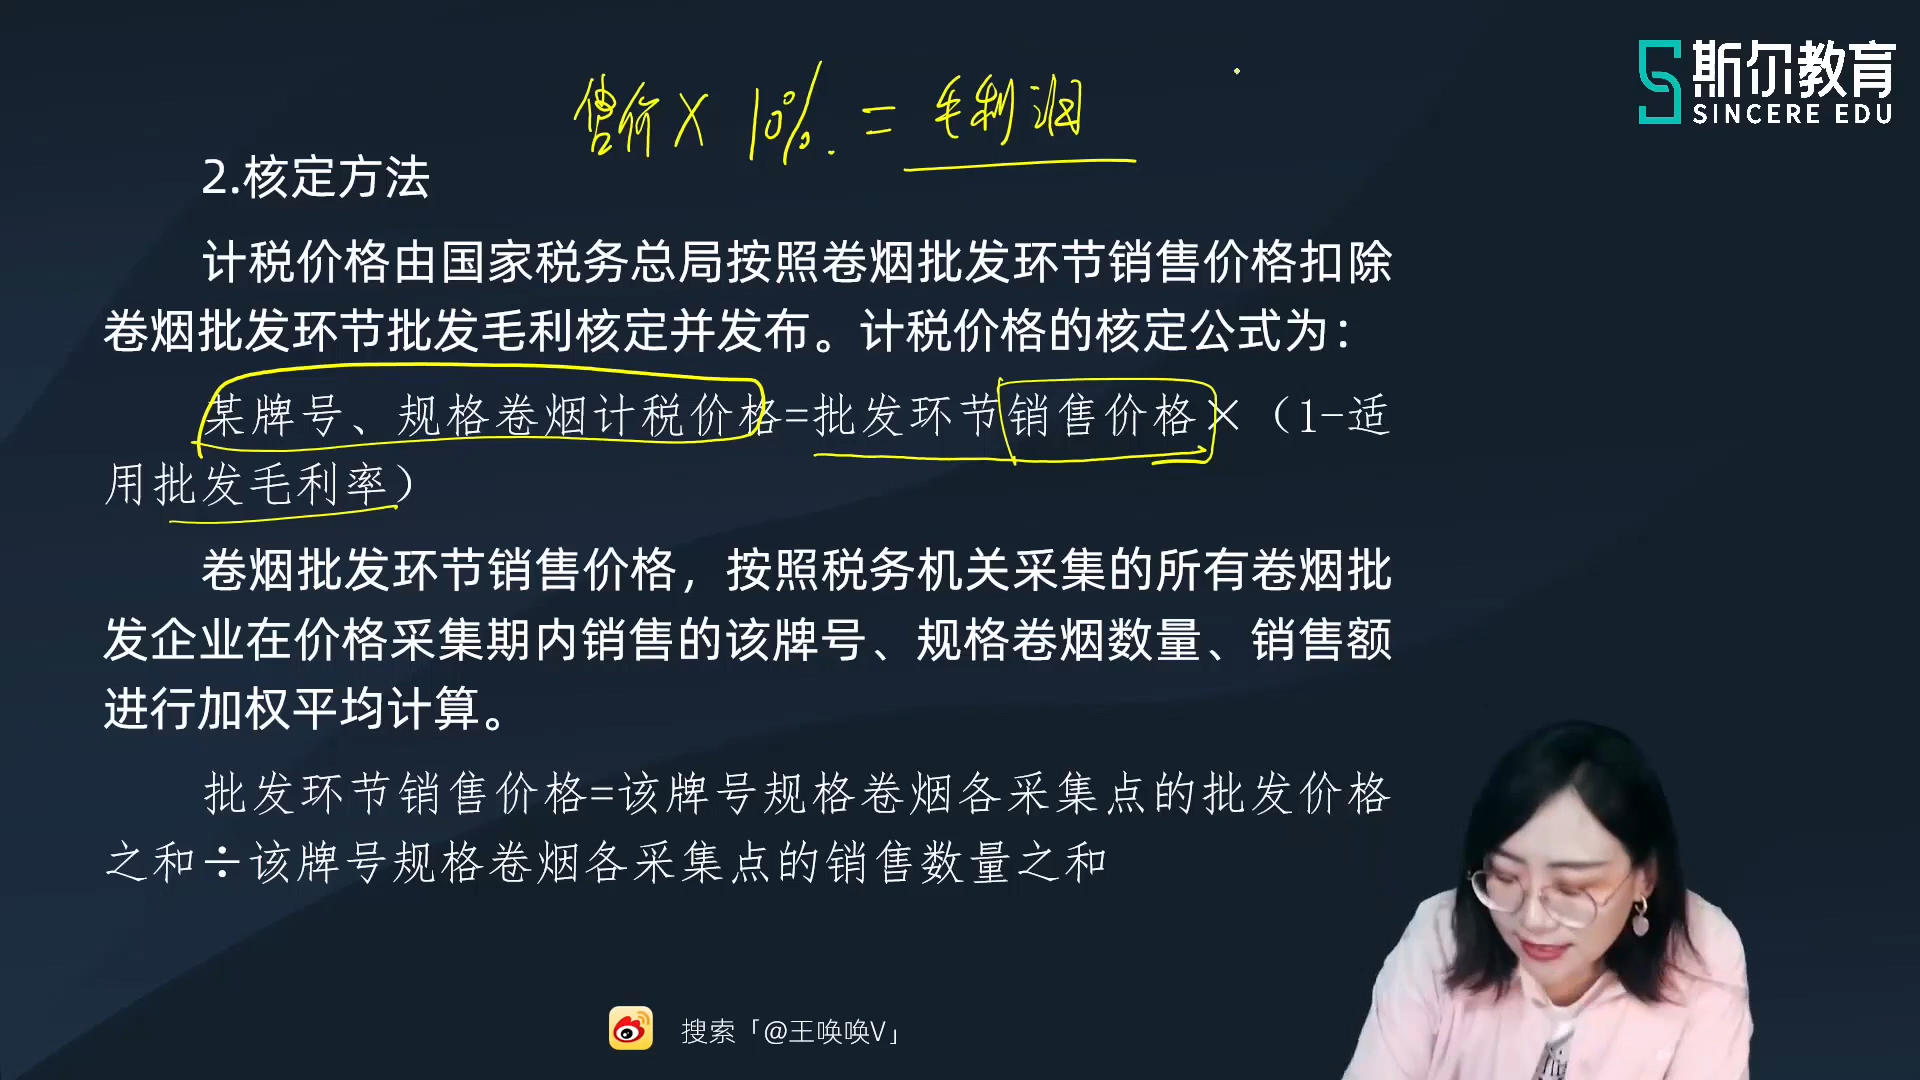 斯尔教育
SINCERE EDU
售价 × 10%. = 毛利润
2.核定方法
计税价格由国家税务总局按照卷烟批发环节销售价格扣除
卷烟批发环节批发毛利核定并发布。计税价格的核定公式为：
某牌号、规格卷烟计税价格=批发环节销售价格×（1-适
用批发毛利率）
卷烟批发环节销售价格，按照税务机关采集的所有卷烟批
发企业在价格采集期内销售的该牌号、规格卷烟数量、销售额
进行加权平均计算。
批发环节销售价格=该牌号规格卷烟各采集点的批发价格
之和÷该牌号规格卷烟各采集点的销售数量之和
搜索「@王唤唤V」